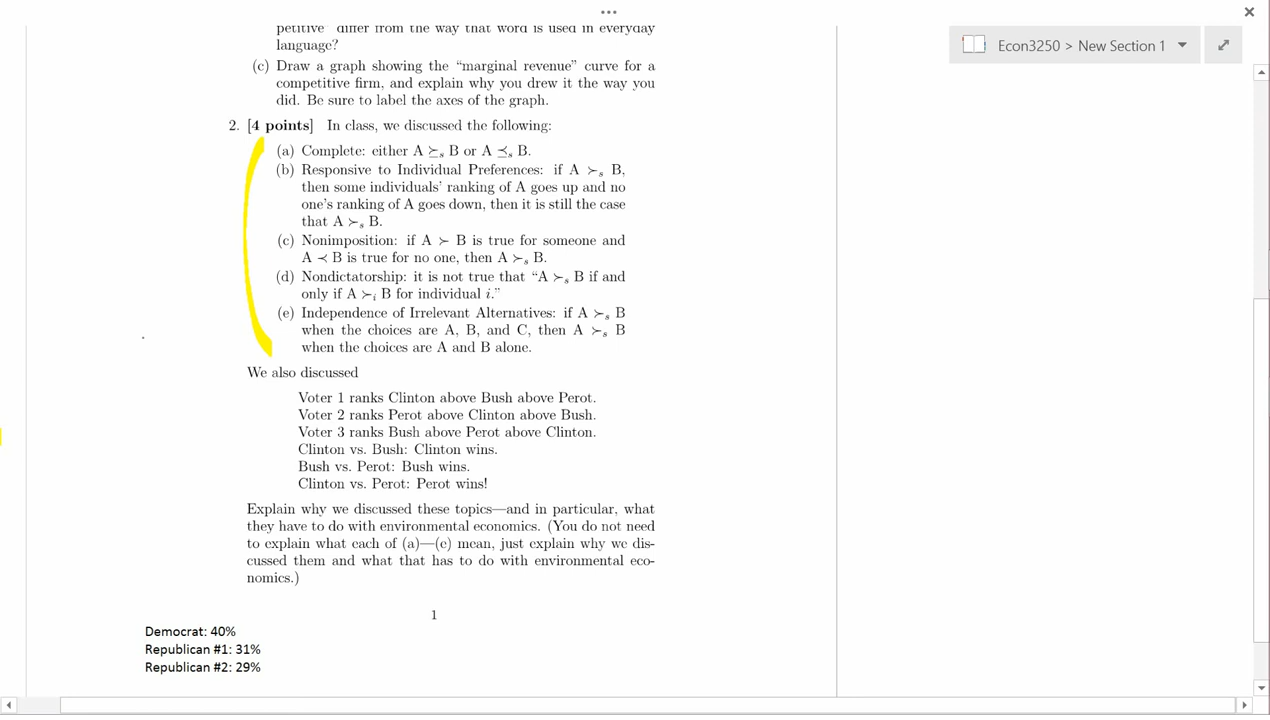 •••
×
Econ3250 > New Section 1
petitive” differ from the way that word is used in everyday
language?
(c) Draw a graph showing the “marginal revenue” curve for a
competitive firm, and explain why you drew it the way you
did. Be sure to label the axes of the graph.
2. [4 points] In class, we discussed the following:
(a) Complete: either A ⪰ₛ B or A ⪯ₛ B.
(b) Responsive to Individual Preferences: if A ≻ₛ B,
then some individuals’ ranking of A goes up and no
one’s ranking of A goes down, then it is still the case
that A ≻ₛ B.
(c) Nonimposition: if A ≻ B is true for someone and
A ≺ B is true for no one, then A ≻ₛ B.
(d) Nondictatorship: it is not true that “A ≻ₛ B if and
only if A ≻ᵢ B for individual i.”
(e) Independence of Irrelevant Alternatives: if A ≻ₛ B
when the choices are A, B, and C, then A ≻ₛ B
when the choices are A and B alone.
We also discussed
Voter 1 ranks Clinton above Bush above Perot.
Voter 2 ranks Perot above Clinton above Bush.
Voter 3 ranks Bush above Perot above Clinton.
Clinton vs. Bush: Clinton wins.
Bush vs. Perot: Bush wins.
Clinton vs. Perot: Perot wins!
Explain why we discussed these topics—and in particular, what
they have to do with environmental economics. (You do not need
to explain what each of (a)—(e) mean, just explain why we dis-
cussed them and what that has to do with environmental eco-
nomics.)
1
Democrat: 40%
Republican #1: 31%
Republican #2: 29%